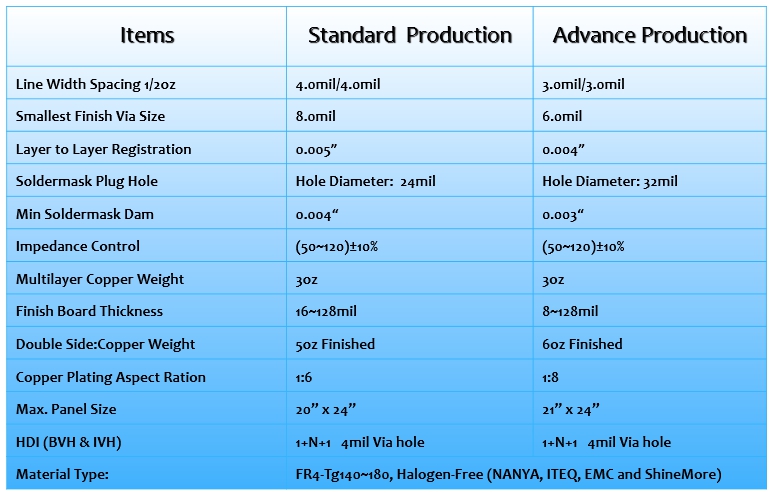 Items Standard Production Advance Production
Line Width Spacing 1/2oz 4.0mil/4.0mil 3.0mil/3.0mil
Smallest Finish Via Size 8.0mil 6.0mil
Layer to Layer Registration 0.005” 0.004”
Soldermask Plug Hole Hole Diameter: 24mil Hole Diameter: 32mil
Min Soldermask Dam 0.004“ 0.003“
Impedance Control (50~120)±10% (50~120)±10%
Multilayer Copper Weight 3oz 3oz
Finish Board Thickness 16~128mil 8~128mil
Double Side:Copper Weight 5oz Finished 6oz Finished
Copper Plating Aspect Ration 1:6 1:8
Max. Panel Size 20” x 24” 21” x 24”
HDI (BVH & IVH) 1+N+1 4mil Via hole 1+N+1 4mil Via hole
Material Type: FR4-Tg140~180, Halogen-Free (NANYA, ITEQ, EMC and ShineMore)